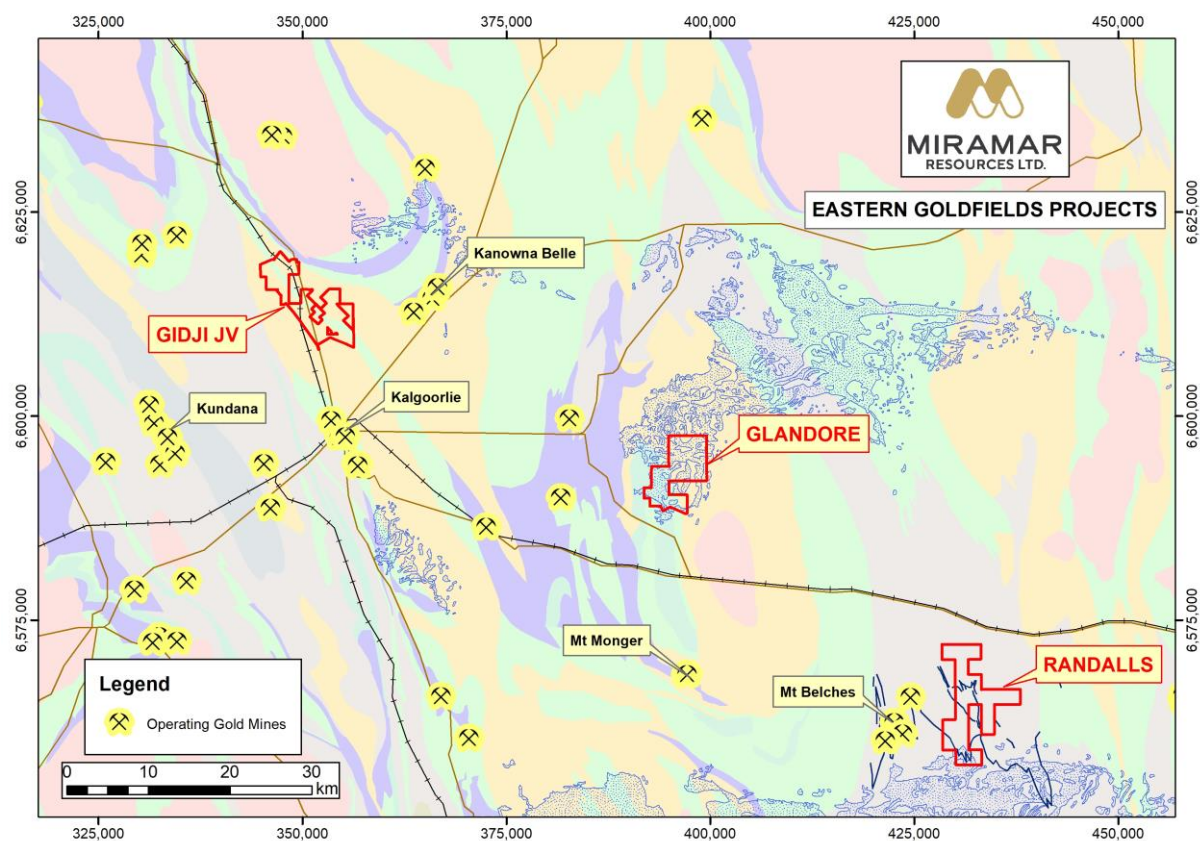 325,000
350,000
375,000
400,000
425,000
450,000
MIRAMAR
RESOURCES LTD.
EASTERN GOLDFIELDS PROJECTS
6,625,000
6,625,000
Kanowna Belle
GIDJI JV
Kundana
Kalgoorlie
6,600,000
6,600,000
GLANDORE
6,575,000
6,575,000
Mt Monger
Mt Belches
RANDALLS
Legend
Operating Gold Mines
0
10
20
30
km
325,000
350,000
375,000
400,000
425,000
450,000